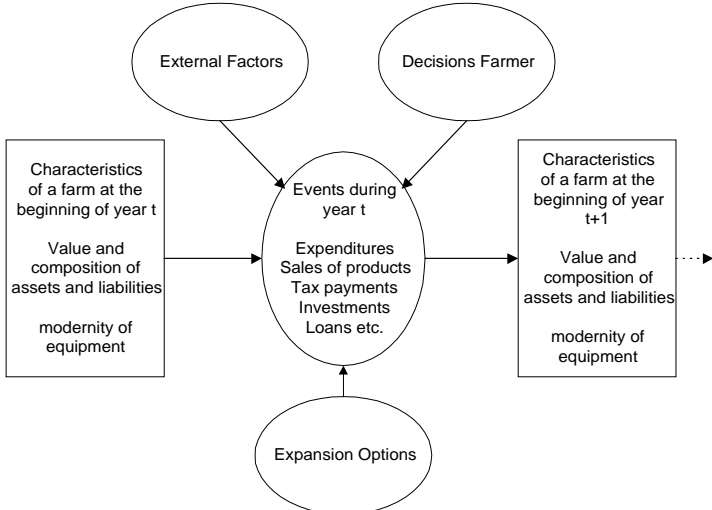 External Factors
Decisions Farmer
Characteristics
of a farm at the
beginning of year t
Value and
composition of
assets and liabilities
modernity of
equipment
Events during
year t
Expenditures
Sales of products
Tax payments
Investments
Loans etc.
Characteristics
of a farm at the
beginning of year
t+1
Value and
composition of
assets and liabilities
modernity of
equipment
Expansion Options